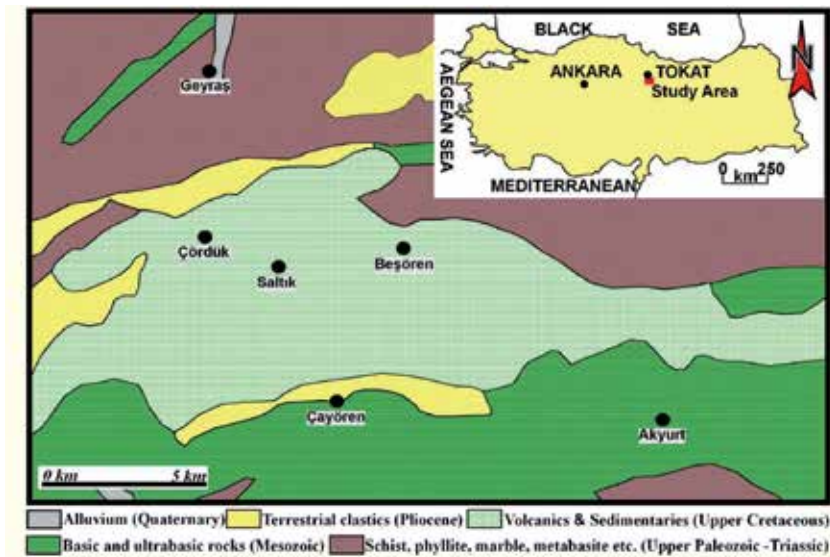 BLACK SEA
AEGEAN SEA
ANKARA
TOKAT
Study Area
MEDITERRANEAN
0 250
km
N
Geyraş
Çördük
Saltık
Beşören
Çayören
Akyurt
0 km 5 km
Alluvium (Quaternary) Terrestrial clastics (Pliocene) Volcanics & Sedimentaries (Upper Cretaceous)
Basic and ultrabasic rocks (Mesozoic) Schist, phyllite, marble, metabasite etc. (Upper Paleozoic -Triassic)